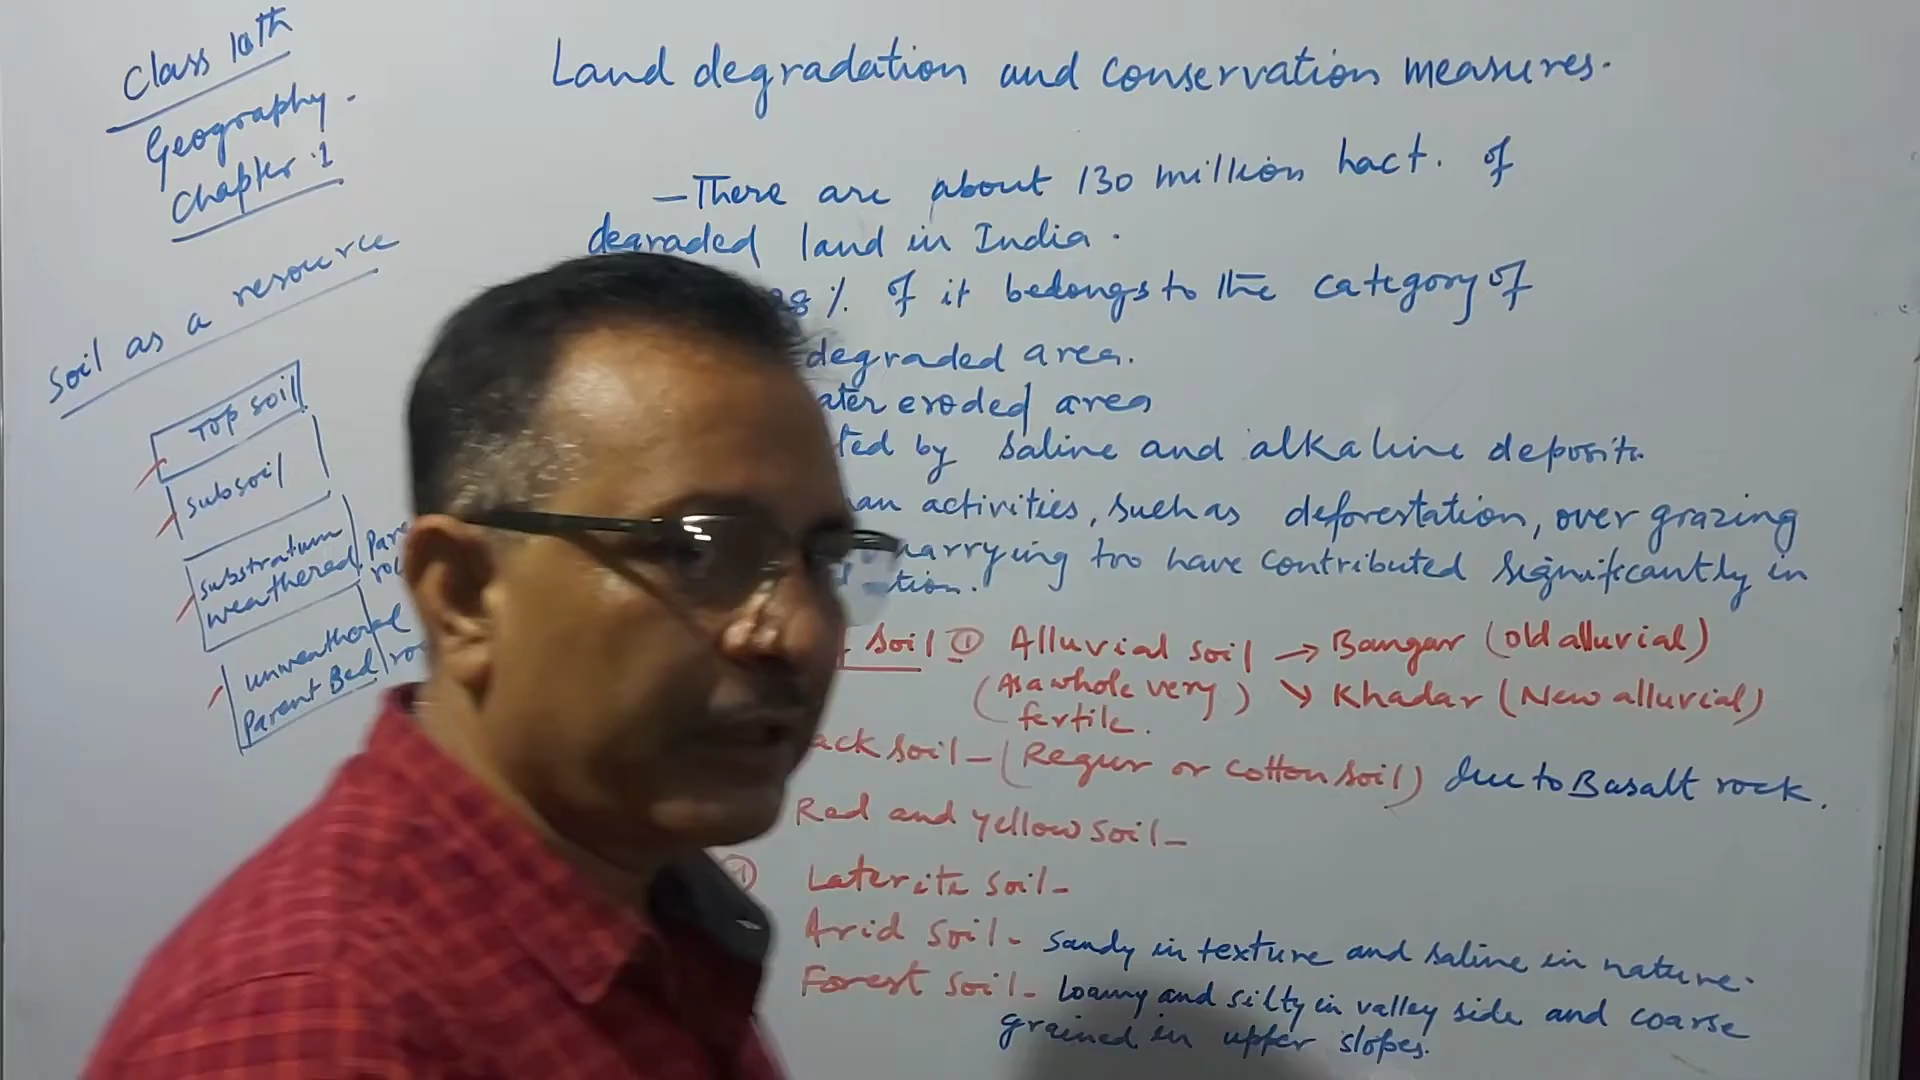 Class 10th
Geography.
Chapter.1
Soil as a resource
Top soil
subsoil
substratum
weathered
unweathered
Parent Bed
Land degradation and conservation measures.
- There are about 130 million hact. of
degraded land in India.
28% of it belongs to the category of
degraded area.
eroded area
by saline and alkaline deposit.
activities, such as deforestation, over grazing
too have contributed significantly in
soil ① Alluvial soil → Bangar (old alluvial)
(As a whole very) ↘ Khadar (New alluvial)
fertile.
soil - (Regur or cotton soil) due to Basalt rock.
Red and yellow soil -
Laterite soil -
Arid soil - Sandy in texture and saline in nature.
Forest soil - Loamy and silty in valley side and coarse
grained in upper slopes.